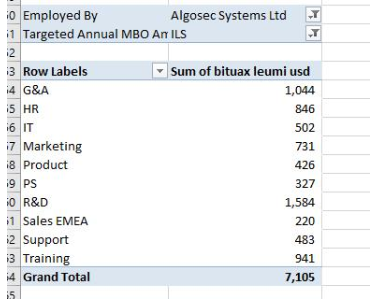 Employed By Algosec Systems Ltd
Targeted Annual MBO Am ILS
Row Labels Sum of bituax leumi usd
G&A 1,044
HR 846
IT 502
Marketing 731
Product 426
PS 327
R&D 1,584
Sales EMEA 220
Support 483
Training 941
Grand Total 7,105